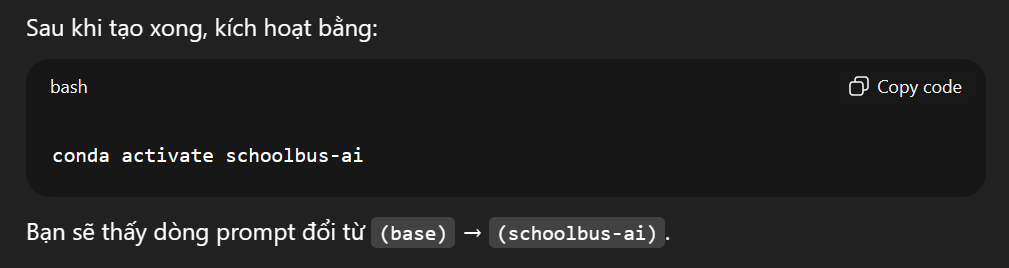 Sau khi tạo xong, kích hoạt bằng:
bash
Copy code
conda activate schoolbus-ai
Bạn sẽ thấy dòng prompt đổi từ (base) → (schoolbus-ai).